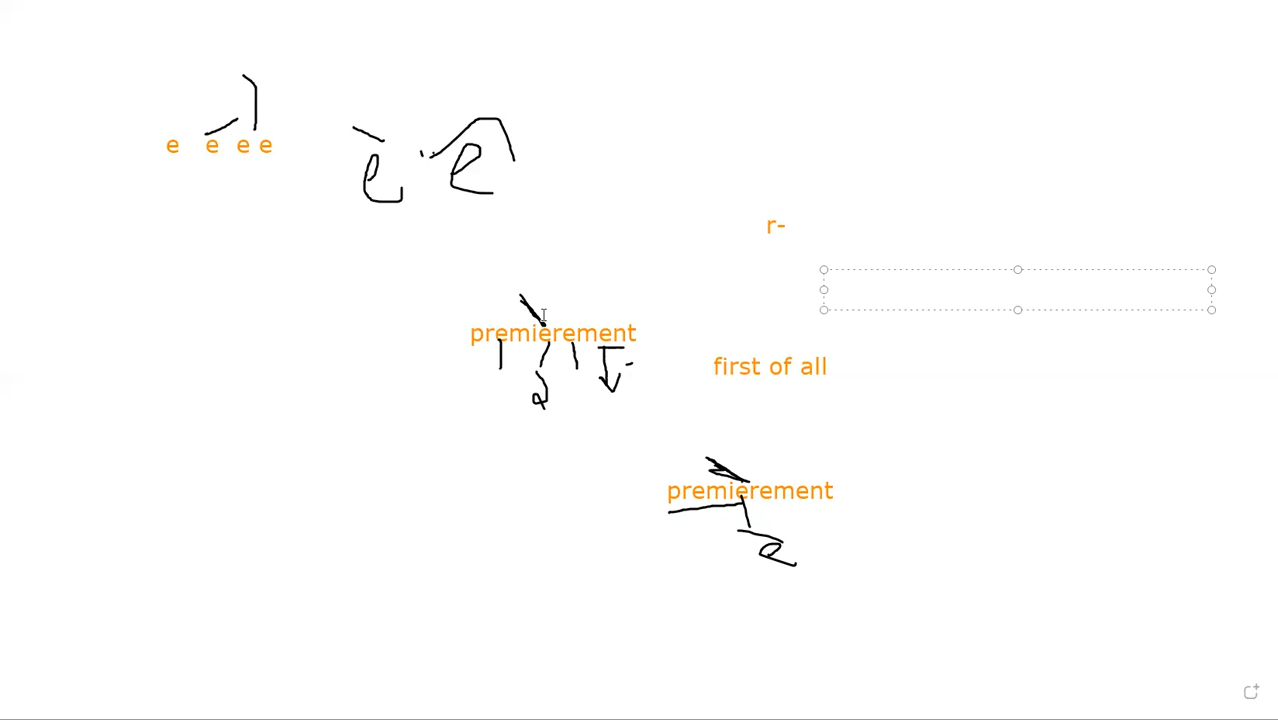 e e e e
è ê
r-
premierement
first of all
premierement